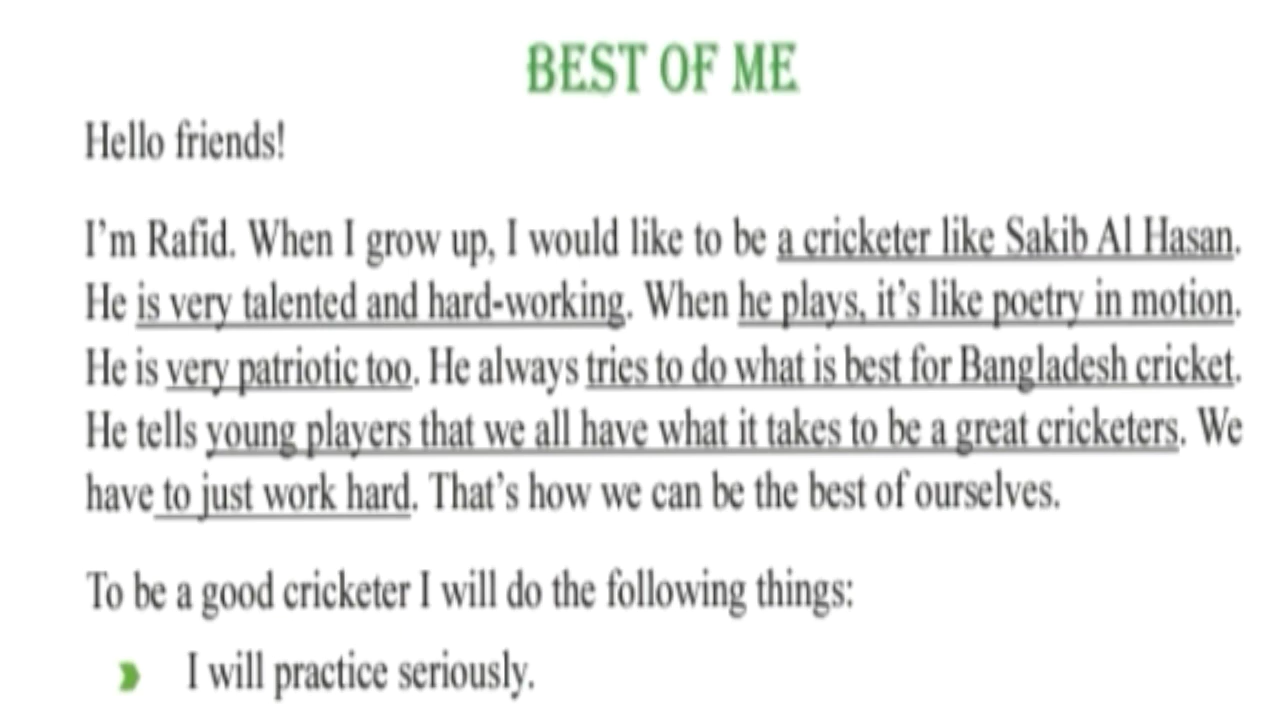 BEST OF ME
Hello friends!
I'm Rafid. When I grow up, I would like to be a cricketer like Sakib Al Hasan.
He is very talented and hard-working. When he plays, it's like poetry in motion.
He is very patriotic too. He always tries to do what is best for Bangladesh cricket.
He tells young players that we all have what it takes to be a great cricketers. We
have to just work hard. That's how we can be the best of ourselves.
To be a good cricketer I will do the following things:
I will practice seriously.